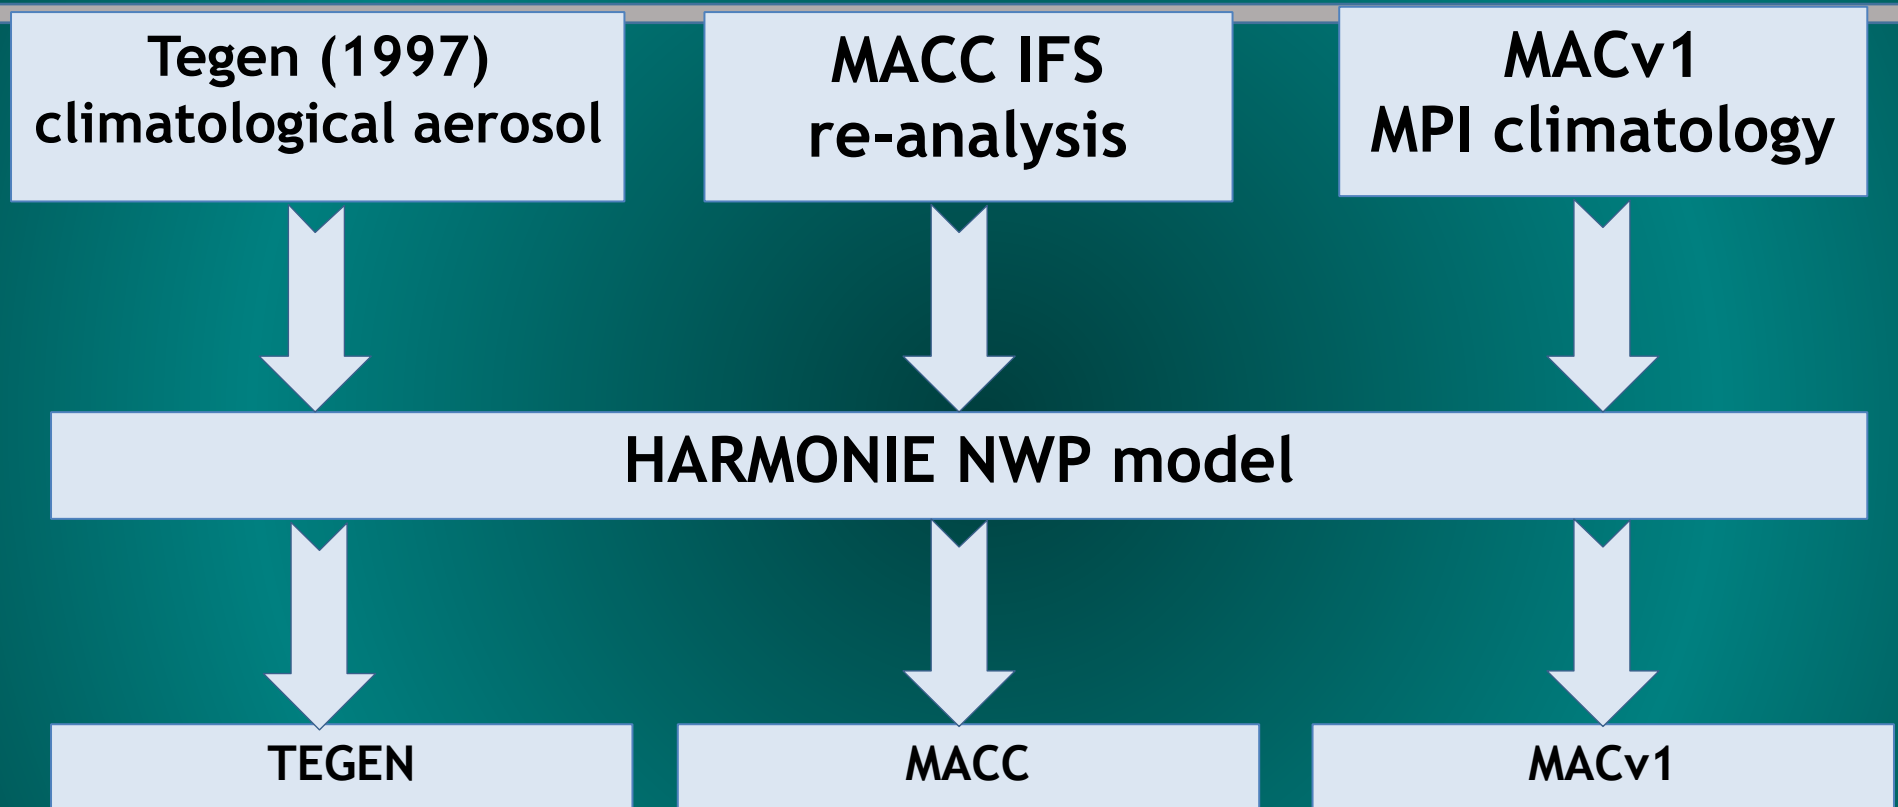 Tegen (1997)
climatological aerosol
MACC IFS
re-analysis
MACv1
MPI climatology
HARMONIE NWP model
TEGEN
MACC
MACv1